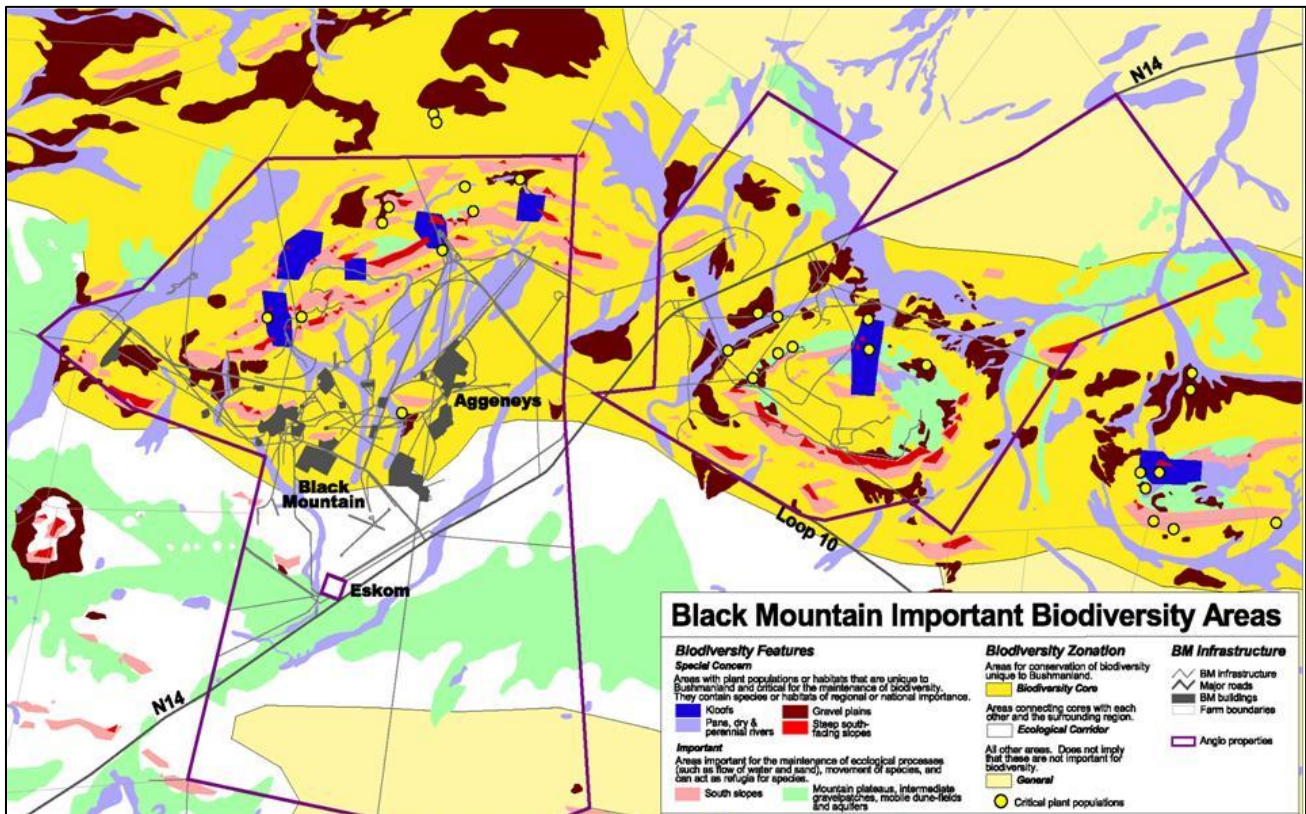 N14
Aggeneys
Black
Mountain
Loop 10
Eskom
N14
Black Mountain Important Biodiversity Areas
Biodiversity Features
Special Concern
Areas with plant populations or habitats that are unique to
Bushmanland and critical for the maintenance of biodiversity.
They contain species or habitats of regional or national importance.
Kloofs
Gravel plains
Pans, dry &
perennial rivers
Steep south-
facing slopes
Important
Areas important for the maintenance of ecological processes
(such as flow of water and sand), movement of species, and
can act as refugia for species.
South slopes
Mountain plateaus, intermediate
gravelpatches, mobile dune-fields
and aquifers
Biodiversity Zonation
Areas for conservation of biodiversity
unique to Bushmanland.
Biodiversity Core
Areas connecting cores with each
other and the surrounding region.
Ecological Corridor
All other areas. Does not imply
that these are not important for
biodiversity.
General
Critical plant populations
BM Infrastructure
BM infrastructure
Major roads
BM buildings
Farm boundaries
Anglo properties